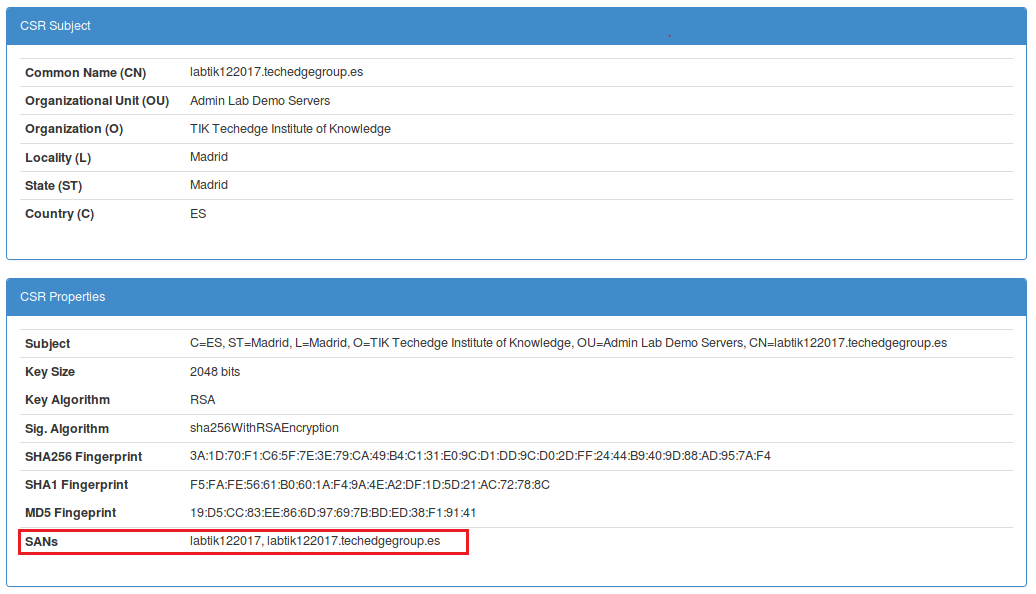 CSR Subject
Common Name (CN) labtik122017.techedgegroup.es
Organizational Unit (OU) Admin Lab Demo Servers
Organization (O) TIK Techedge Institute of Knowledge
Locality (L) Madrid
State (ST) Madrid
Country (C) ES
CSR Properties
Subject C=ES, ST=Madrid, L=Madrid, O=TIK Techedge Institute of Knowledge, OU=Admin Lab Demo Servers, CN=labtik122017.techedgegroup.es
Key Size 2048 bits
Key Algorithm RSA
Sig. Algorithm sha256WithRSAEncryption
SHA256 Fingerprint 3A:1D:70:F1:C6:5F:7E:3E:79:CA:49:B4:C1:31:E0:9C:D1:DD:9C:D0:2D:FF:24:44:B9:40:9D:88:AD:95:7A:F4
SHA1 Fingerprint F5:FA:FE:56:61:B0:60:1A:F4:9A:4E:A2:DF:1D:5D:21:AC:72:78:8C
MD5 Fingeprint 19:D5:CC:83:EE:86:6D:97:69:7B:BD:ED:38:F1:91:41
SANs labtik122017, labtik122017.techedgegroup.es